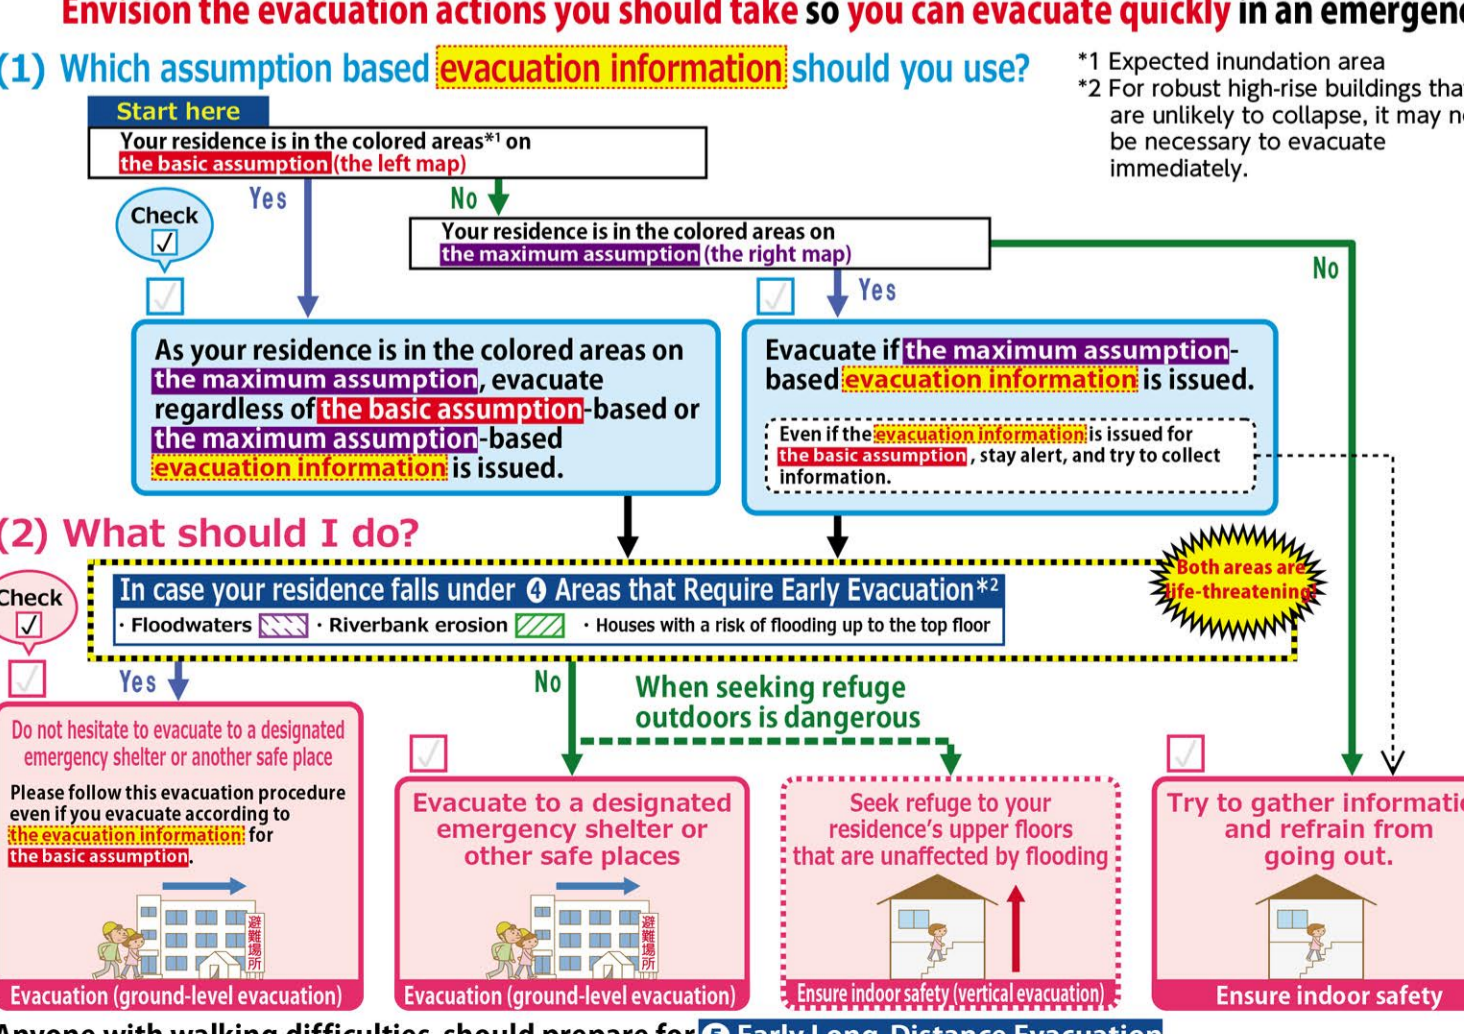 Envision the evacuation actions you should take so you can evacuate quickly in an
(1) Which assumption based evacuation information should you use?
*1 Expected inundation area
*2 For robust high-rise buildings
are unlikely to collapse, it may
be necessary to evacuate
immediately.
Start here
Your residence is in the colored areas*1 on
the basic assumption (the left map)
Yes
No
Check
Your residence is in the colored areas on
the maximum assumption (the right map)
Yes
No
As your residence is in the colored areas on
the maximum assumption, evacuate
regardless of the basic assumption-based or
the maximum assumption-based
evacuation information is issued.
Evacuate if the maximum assumption-
based evacuation information is issued.
Even if the evacuation information is issued for
the basic assumption, stay alert, and try to collect
information.
(2) What should I do?
Check
In case your residence falls under ❹ Areas that Require Early Evacuation*2
· Floodwaters · Riverbank erosion · Houses with a risk of flooding up to the top floor
Both areas are
life-threatening!
Yes
No
When seeking refuge
outdoors is dangerous
Do not hesitate to evacuate to a designated
emergency shelter or another safe place
Please follow this evacuation procedure
even if you evacuate according to
the evacuation information for
the basic assumption.
避難場所
Evacuation (ground-level evacuation)
Evacuate to a designated
emergency shelter or
other safe places
避難場所
Evacuation (ground-level evacuation)
Seek refuge to your
residence's upper floors
that are unaffected by flooding
Ensure indoor safety (vertical evacuation)
Try to gather
and refrain from
going out.
Ensure indoor safety
Anyone with walking difficulties, should prepare for ❺ Early Long-Distance Evacuation